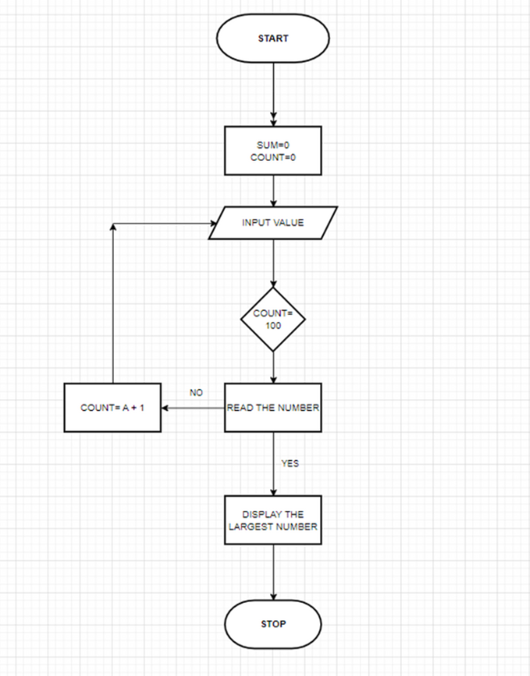 START
SUM=0
COUNT=0
INPUT VALUE
COUNT=
100
READ THE NUMBER
NO
COUNT= A + 1
YES
DISPLAY THE
LARGEST NUMBER
STOP